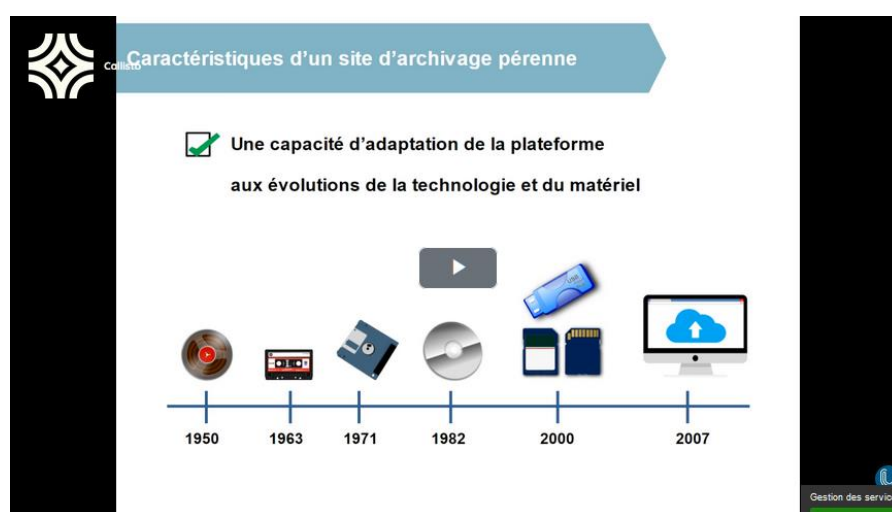 Callisto
Caractéristiques d'un site d'archivage pérenne
Une capacité d'adaptation de la plateforme
aux évolutions de la technologie et du matériel
USB
1950 1963 1971 1982 2000 2007
Gestion des servic